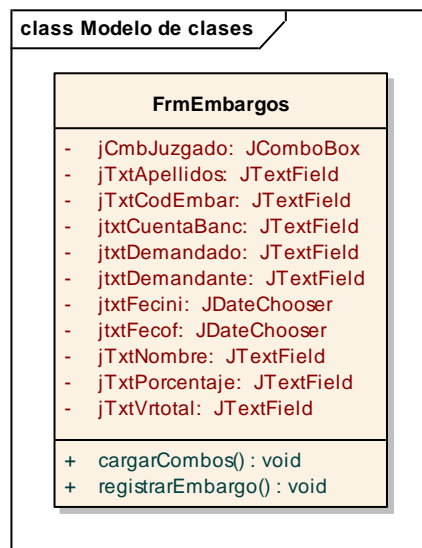 class Modelo de clases
FrmEmbargos
- jCmbJuzgado: JComboBox
- jTxtApellidos: JTextField
- jTxtCodEmbar: JTextField
- jtxtCuentaBanc: JTextField
- jtxtDemandado: JTextField
- jtxtDemandante: JTextField
- jtxtFecini: JDateChooser
- jtxtFecof: JDateChooser
- jTxtNombre: JTextField
- jTxtPorcentaje: JTextField
- jTxtVrtotal: JTextField
+ cargarCombos() : void
+ registrarEmbargo() : void